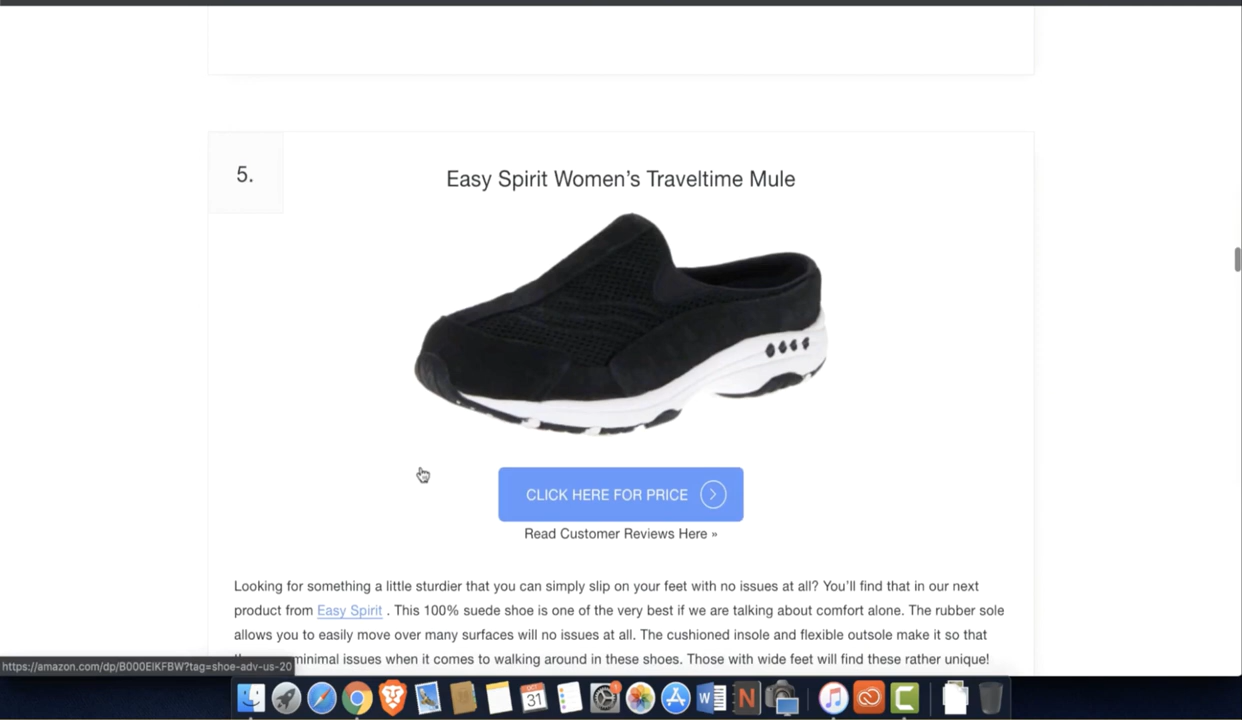 5.
Easy Spirit Women's Traveltime Mule
CLICK HERE FOR PRICE
Read Customer Reviews Here »
Looking for something a little sturdier that you can simply slip on your feet with no issues at all? You'll find that in our next
product from Easy Spirit . This 100% suede shoe is one of the very best if we are talking about comfort alone. The rubber sole
allows you to easily move over many surfaces will no issues at all. The cushioned insole and flexible outsole make it so that
minimal issues when it comes to walking around in these shoes. Those with wide feet will find these rather unique!
https://amazon.com/dp/B000EIKFBW?tag=shoe-adv-us-20
OCT
31
1
W
N
C